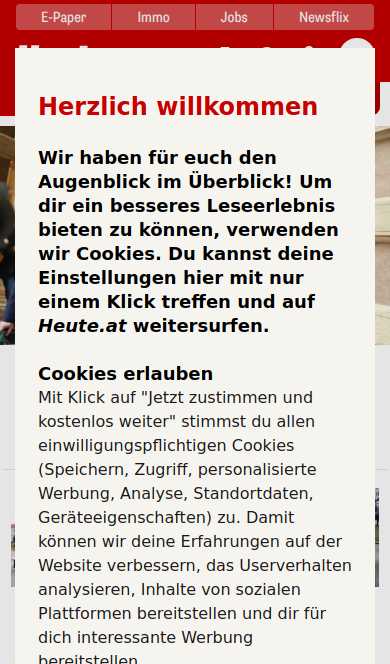 E-Paper
Immo
Jobs
Newsflix
Herzlich willkommen
Wir haben für euch den
Augenblick im Überblick! Um
dir ein besseres Leseerlebnis
bieten zu können, verwenden
wir Cookies. Du kannst deine
Einstellungen hier mit nur
einem Klick treffen und auf
Heute.at weitersurfen.
Cookies erlauben
Mit Klick auf "Jetzt zustimmen und
kostenlos weiter" stimmst du allen
einwilligungspflichtigen Cookies
(Speichern, Zugriff, personalisierte
Werbung, Analyse, Standortdaten,
Geräteeigenschaften) zu. Damit
können wir deine Erfahrungen auf der
Website verbessern, das Userverhalten
analysieren, Inhalte von sozialen
Plattformen bereitstellen und dir für
dich interessante Werbung
bereitstellen